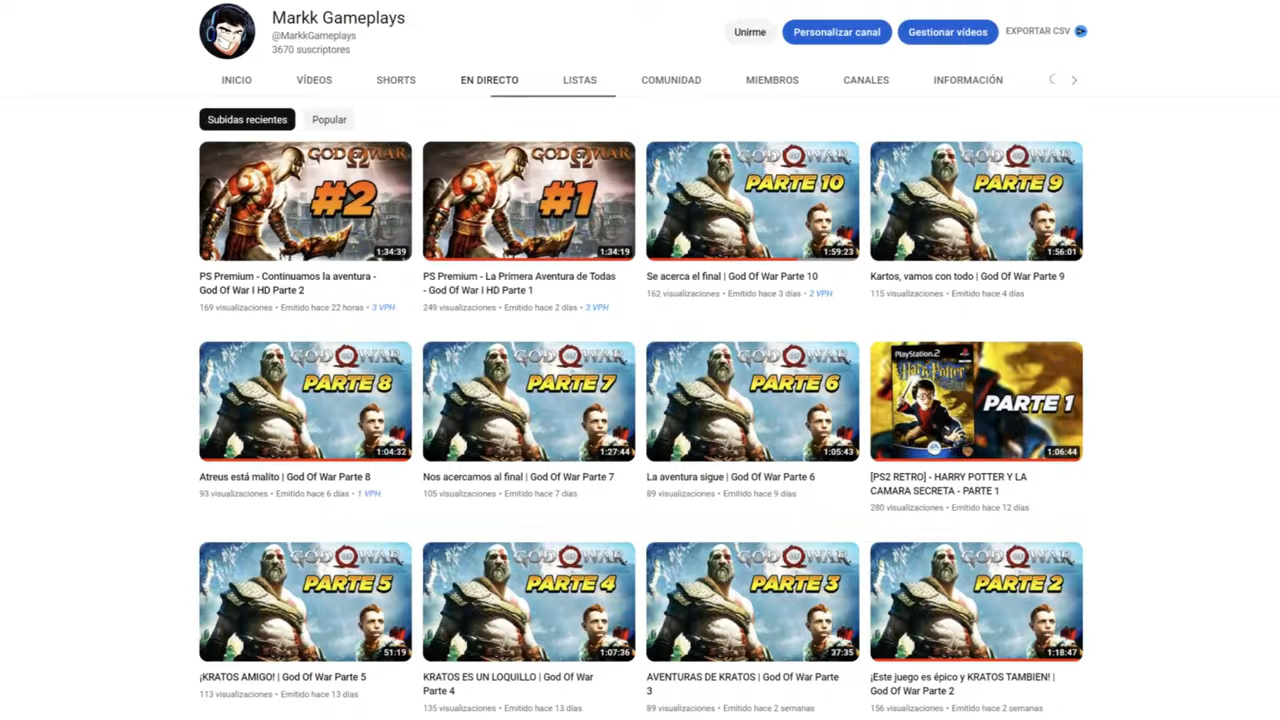 Markk Gameplays
@MarkkGameplays
3670 suscriptores
Unirme
Personalizar canal
Gestionar vídeos
EXPORTAR CSV
INICIO
VÍDEOS
SHORTS
EN DIRECTO
LISTAS
COMUNIDAD
MIEMBROS
CANALES
INFORMACIÓN
Subidas recientes
Popular
GOD OF WAR
#2
1:34:39
PS Premium - Continuamos la aventura -
God Of War I HD Parte 2
169 visualizaciones • Emitido hace 22 horas • 3 VPH
GOD OF WAR
#1
1:34:19
PS Premium - La Primera Aventura de Todas
- God Of War I HD Parte 1
249 visualizaciones • Emitido hace 2 días • 3 VPH
GOD OF WAR
PARTE 10
1:59:23
Se acerca el final | God Of War Parte 10
162 visualizaciones • Emitido hace 3 días • 2 VPH
GOD OF WAR
PARTE 9
1:56:01
Kartos, vamos con todo | God Of War Parte 9
115 visualizaciones • Emitido hace 4 días
GOD OF WAR
PARTE 8
1:04:32
Atreus está malito | God Of War Parte 8
93 visualizaciones • Emitido hace 6 días • 1 VPH
GOD OF WAR
PARTE 7
1:27:44
Nos acercamos al final | God Of War Parte 7
105 visualizaciones • Emitido hace 7 días
GOD OF WAR
PARTE 6
1:05:43
La aventura sigue | God Of War Parte 6
89 visualizaciones • Emitido hace 9 días
PlayStation.2
Harry Potter
PARTE 1
1:06:44
[PS2 RETRO] - HARRY POTTER Y LA
CAMARA SECRETA - PARTE 1
280 visualizaciones • Emitido hace 12 días
GOD OF WAR
PARTE 5
51:19
¡KRATOS AMIGO! | God Of War Parte 5
113 visualizaciones • Emitido hace 13 días
GOD OF WAR
PARTE 4
1:07:36
KRATOS ES UN LOQUILLO | God Of War
Parte 4
135 visualizaciones • Emitido hace 13 días
GOD OF WAR
PARTE 3
37:35
AVENTURAS DE KRATOS | God Of War Parte
3
89 visualizaciones • Emitido hace 2 semanas
GOD OF WAR
PARTE 2
1:18:47
¡Este juego es épico y KRATOS TAMBIEN! |
God Of War Parte 2
156 visualizaciones • Emitido hace 2 semanas